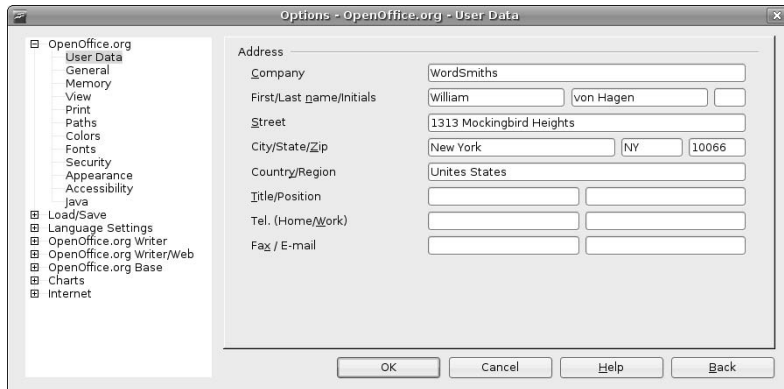 Options - OpenOffice.org - User Data
OpenOffice.org
User Data
General
Memory
View
Print
Paths
Colors
Fonts
Security
Appearance
Accessibility
Java
Load/Save
Language Settings
OpenOffice.org Writer
OpenOffice.org Writer/Web
OpenOffice.org Base
Charts
Internet
Address
Company WordSmiths
First/Last name/Initials William von Hagen
Street 1313 Mockingbird Heights
City/State/Zip New York NY 10066
Country/Region Unites States
Title/Position
Tel. (Home/Work)
Fax / E-mail
OK Cancel Help Back